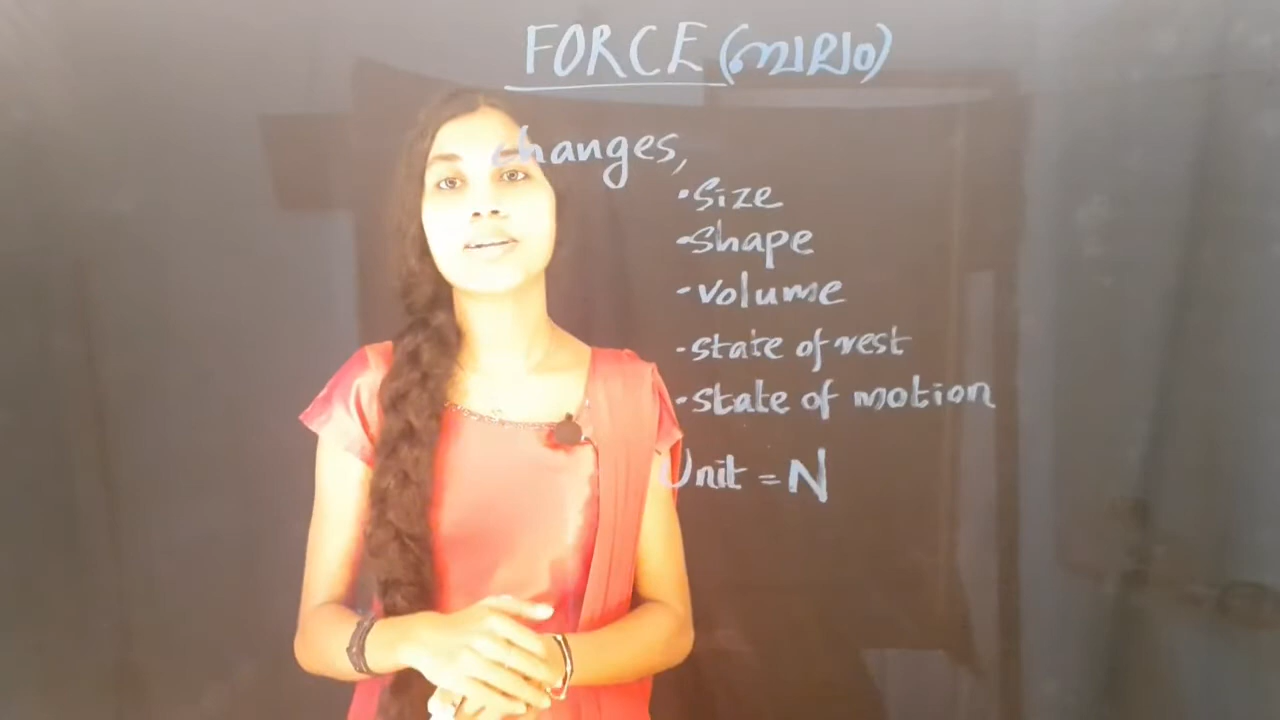 FORCE (ബലം)
changes,
• Size
• Shape
- volume
- state of rest
- state of motion
Unit = N